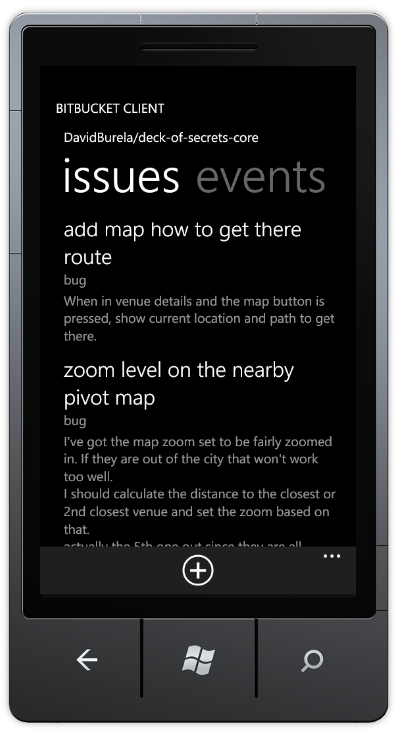 BITBUCKET CLIENT
DavidBurela/deck-of-secrets-core
issues events
add map how to get there
route
bug
When in venue details and the map button is
pressed, show current location and path to get
there.
zoom level on the nearby
pivot map
bug
I've got the map zoom set to be fairly zoomed
in. If they are out of the city that won't work
too well.
I should calculate the distance to the closest or
2nd closest venue and set the zoom based on
that.
actually the 5th one out since they are all